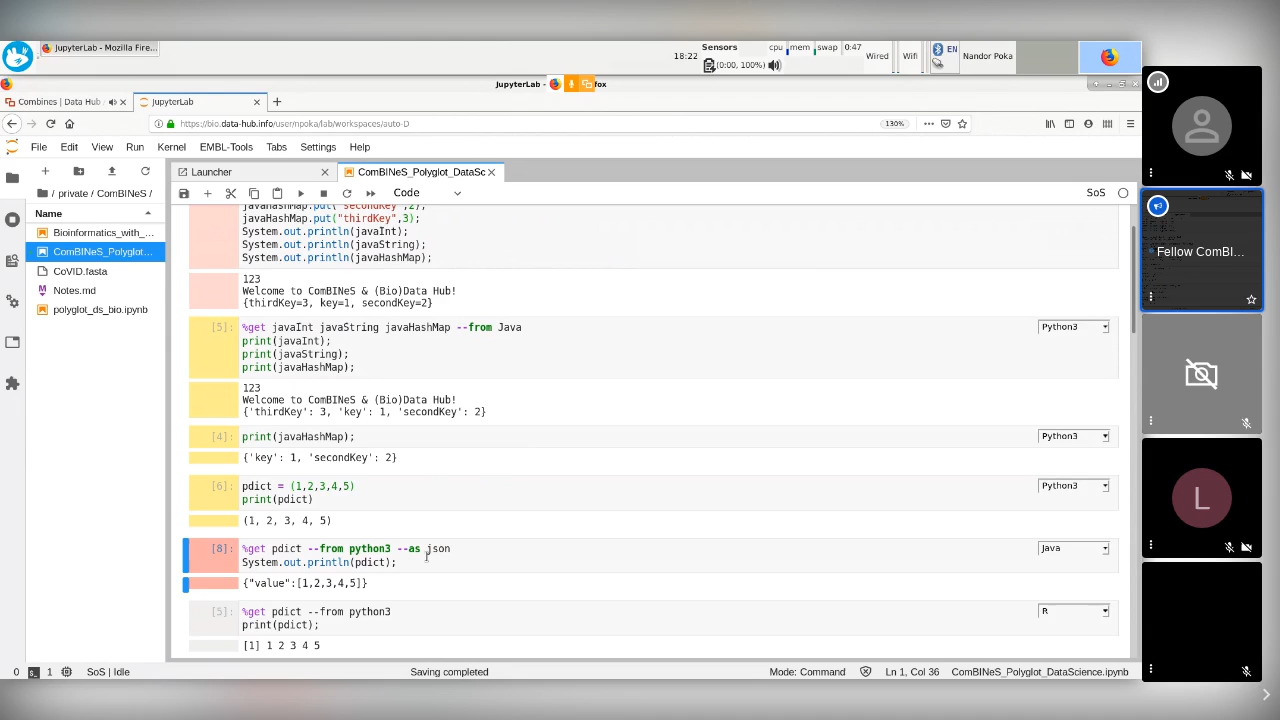 JupyterLab - Mozilla Fire...
Sensors
cpu mem swap 0:47
18:22
(0:00, 100%)
Wired
Wifi
EN
Nandor Poka
JupyterLab -
fox
Combines | Data Hub
JupyterLab
https://bio.data-hub.info/user/npoka/lab/workspaces/auto-D
130%
File Edit View Run Kernel EMBL-Tools Tabs Settings Help
Launcher
ComBINeS_Polyglot_DataSc
/ private / ComBINeS /
Code
SoS
Name
Bioinformatics_with_...
ComBINeS_Polyglot...
CoVID.fasta
Notes.md
polyglot_ds_bio.ipynb
javaHashMap.put("secondKey",2);
javaHashMap.put("thirdKey",3);
System.out.println(javaInt);
System.out.println(javaString);
System.out.println(javaHashMap);
123
Welcome to ComBINeS & (Bio)Data Hub!
{thirdKey=3, key=1, secondKey=2}
[5]: %get javaInt javaString javaHashMap --from Java
Python3
print(javaInt);
print(javaString);
print(javaHashMap);
123
Welcome to ComBINeS & (Bio)Data Hub!
{'thirdKey': 3, 'key': 1, 'secondKey': 2}
[4]: print(javaHashMap);
Python3
{'key': 1, 'secondKey': 2}
[6]: pdict = (1,2,3,4,5)
Python3
print(pdict)
(1, 2, 3, 4, 5)
[8]: %get pdict --from python3 --as json
Java
System.out.println(pdict);
{"value":[1,2,3,4,5]}
[5]: %get pdict --from python3
R
print(pdict);
[1] 1 2 3 4 5
0 1 SoS | Idle
Saving completed
Mode: Command
Ln 1, Col 36
ComBINeS_Polyglot_DataScience.ipynb
Fellow ComBI...
L